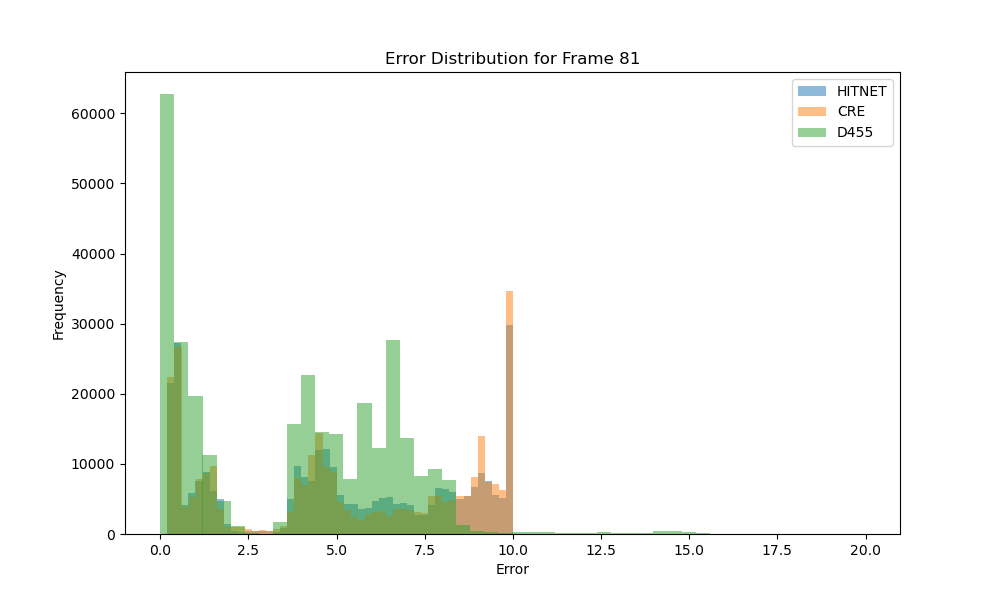 Error Distribution for Frame 81
HITNET
CRE
D455
60000
50000
40000
30000
20000
10000
0
Frequency
0.0 2.5 5.0 7.5 10.0 12.5 15.0 17.5 20.0
Error